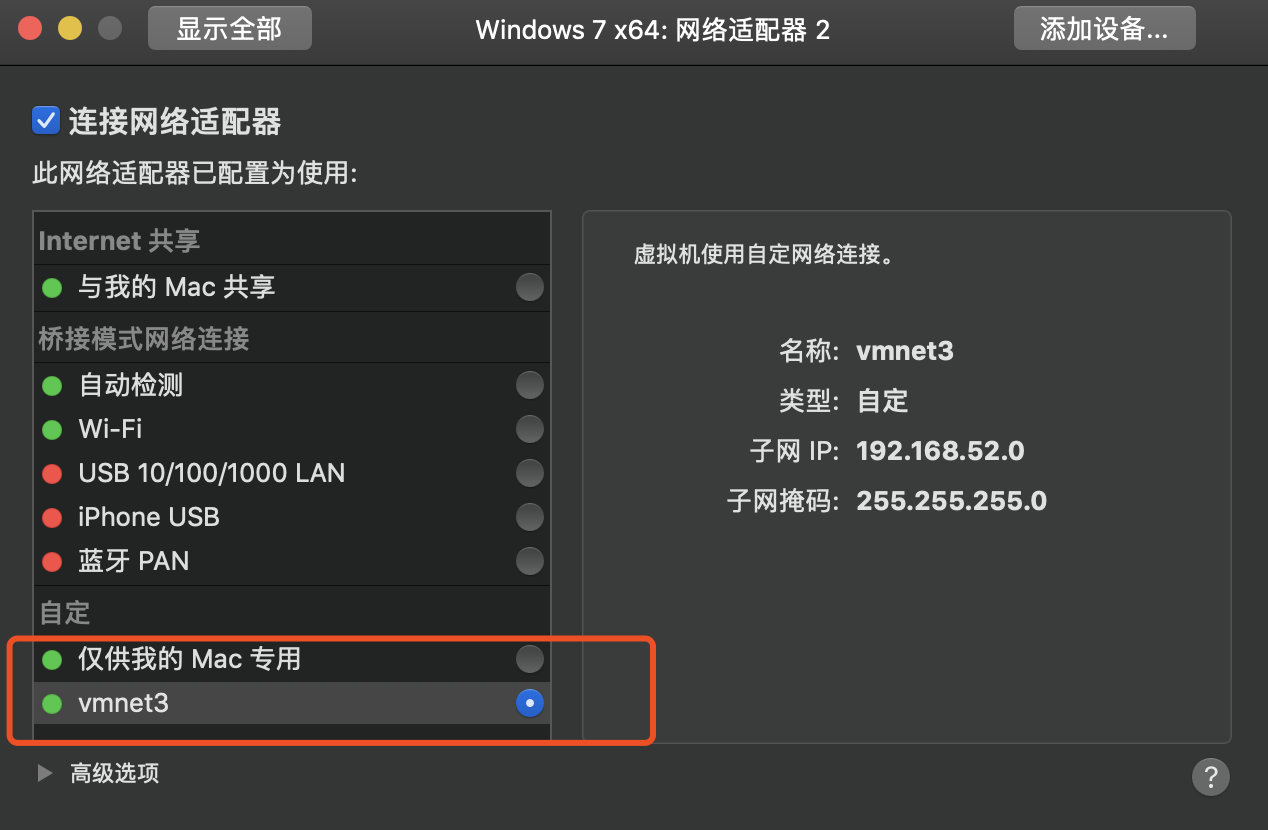 显示全部
Windows 7 x64: 网络适配器 2
添加设备...
连接网络适配器
此网络适配器已配置为使用:
Internet 共享
与我的 Mac 共享
桥接模式网络连接
自动检测
Wi-Fi
USB 10/100/1000 LAN
iPhone USB
蓝牙 PAN
自定
仅供我的 Mac 专用
vmnet3
虚拟机使用自定网络连接。
名称: vmnet3
类型: 自定
子网 IP: 192.168.52.0
子网掩码: 255.255.255.0
高级选项
?